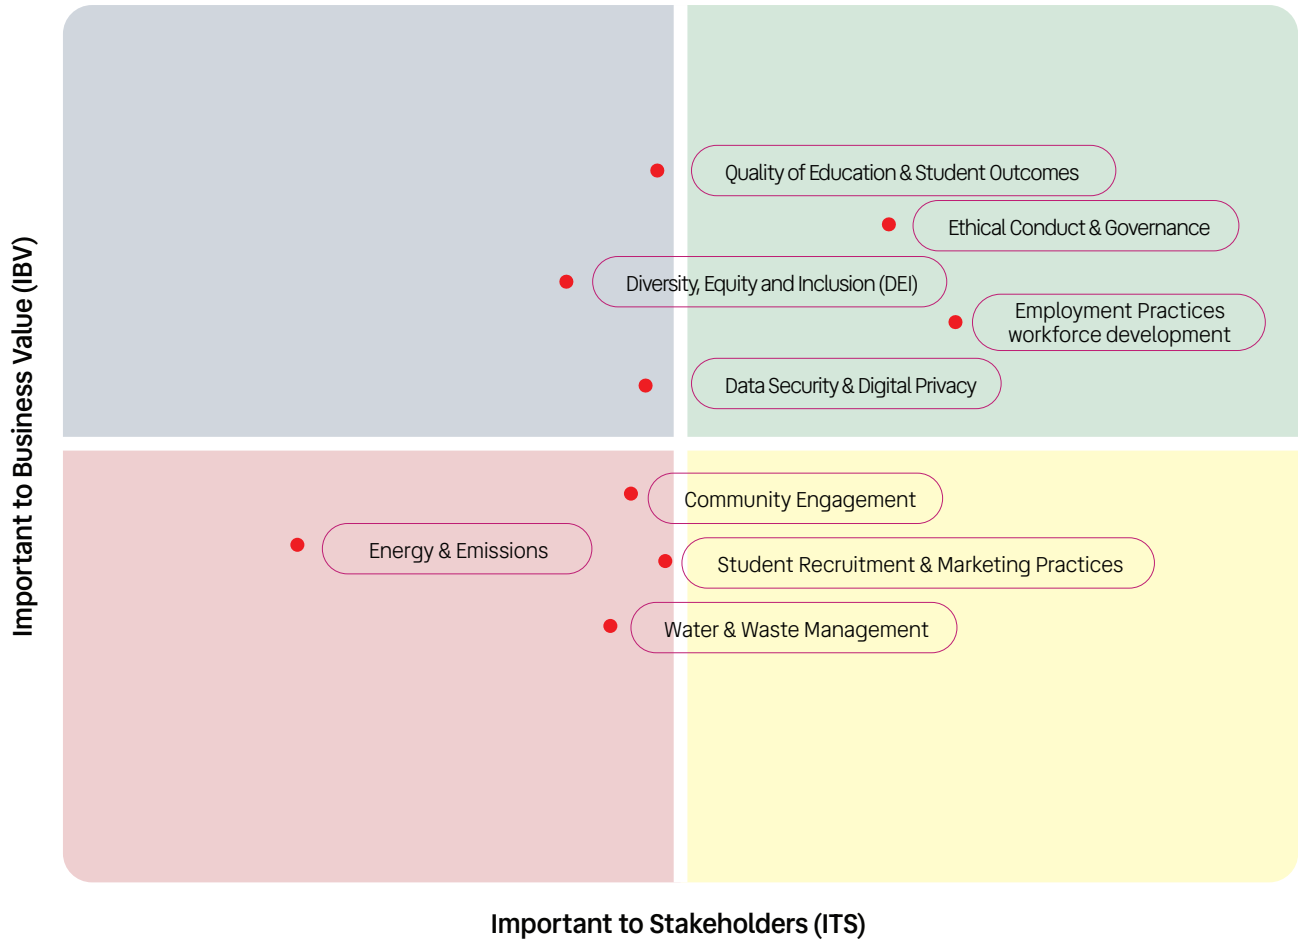 Important to Business Value (IBV)
Quality of Education & Student Outcomes
Ethical Conduct & Governance
Diversity, Equity and Inclusion (DEI)
Employment Practices
workforce development
Data Security & Digital Privacy
Community Engagement
Energy & Emissions
Student Recruitment & Marketing Practices
Water & Waste Management
Important to Stakeholders (ITS)